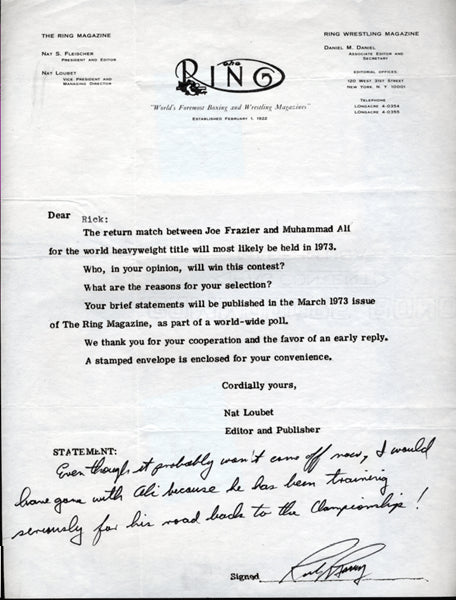 THE RING MAGAZINE
NAT S. FLEISCHER
PRESIDENT AND EDITOR
NAT LOUBET
VICE PRESIDENT AND
MANAGING DIRECTOR
THE RING
"World's Foremost Boxing and Wrestling Magazines"
ESTABLISHED FEBRUARY 1, 1922
RING WRESTLING MAGAZINE
DANIEL M. DANIEL
ASSOCIATE EDITOR AND
SECRETARY
EDITORIAL OFFICES:
120 WEST, 31ST STREET
NEW YORK, N. Y. 10001
TELEPHONE
LONGACRE 4-0354
LONGACRE 4-0355
Dear Rick:
The return match between Joe Frazier and Muhammad Ali
for the world heavyweight title will most likely be held in 1973.
Who, in your opinion, will win this contest?
What are the reasons for your selection?
Your brief statements will be published in the March 1973 issue
of The Ring Magazine, as part of a world-wide poll.
We thank you for your cooperation and the favor of an early reply.
A stamped envelope is enclosed for your convenience.
Cordially yours,
Nat Loubet
Editor and Publisher
STATEMENT:
Even though it probably won't come off now, I would
have gone with Ali because he has been training
seriously for his road back to the Championship!
Signed Rick Barry